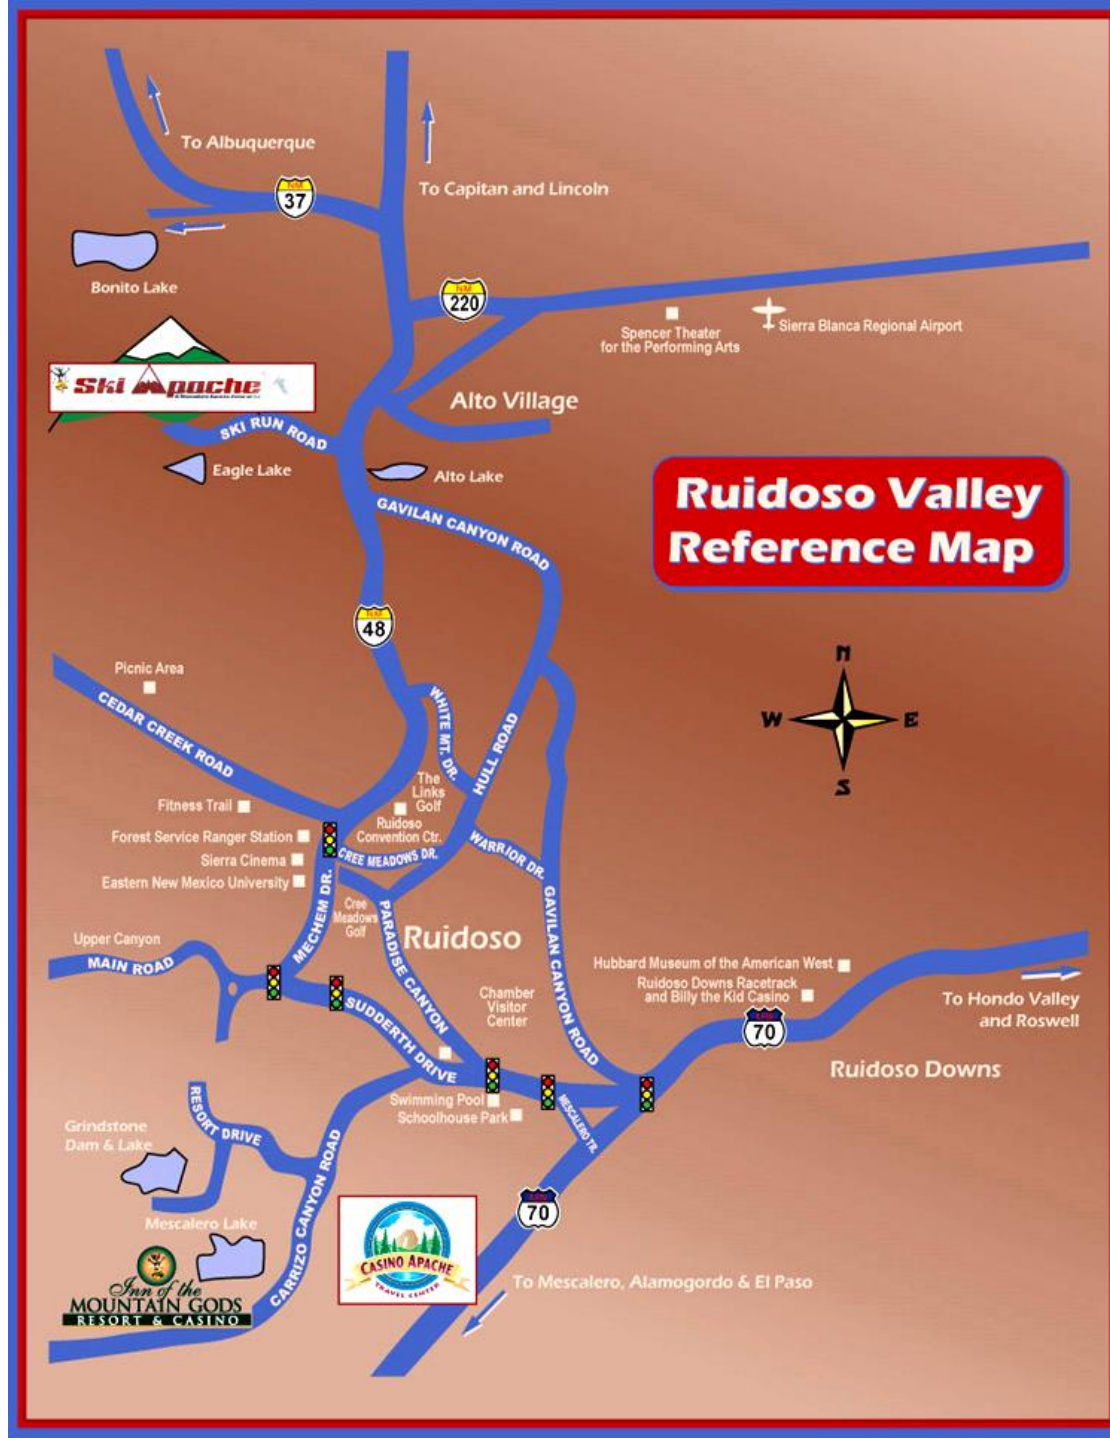 To Albuquerque
NM
37
To Capitan and Lincoln
Bonito Lake
NM
220
Spencer Theater
for the Performing Arts
Sierra Blanca Regional Airport
Ski Apache
Alto Village
SKI RUN ROAD
Eagle Lake
Alto Lake
Ruidoso Valley
Reference Map
GAVILAN CANYON ROAD
NM
48
N
W
E
S
Picnic Area
CEDAR CREEK ROAD
WHITE MT. DR.
HULL ROAD
Fitness Trail
The
Links
Golf
Ruidoso
Convention Ctr.
Forest Service Ranger Station
Sierra Cinema
Eastern New Mexico University
CREE MEADOWS DR.
WARRIOR DR.
MECHEM DR.
Cree
Meadows
Golf
PARADISE CANYON
Ruidoso
GAVILAN CANYON ROAD
Upper Canyon
MAIN ROAD
SUDDERTH DRIVE
Chamber
Visitor
Center
Hubbard Museum of the American West
Ruidoso Downs Racetrack
and Billy the Kid Casino
70
To Hondo Valley
and Roswell
Ruidoso Downs
Swimming Pool
Schoolhouse Park
MESCALERO TR.
RESORT DRIVE
Grindstone
Dam & Lake
CARRIZO CANYON ROAD
Mescalero Lake
Inn of the
MOUNTAIN GODS
RESORT & CASINO
CASINO APACHE
TRAVEL CENTER
70
To Mescalero, Alamogordo & El Paso